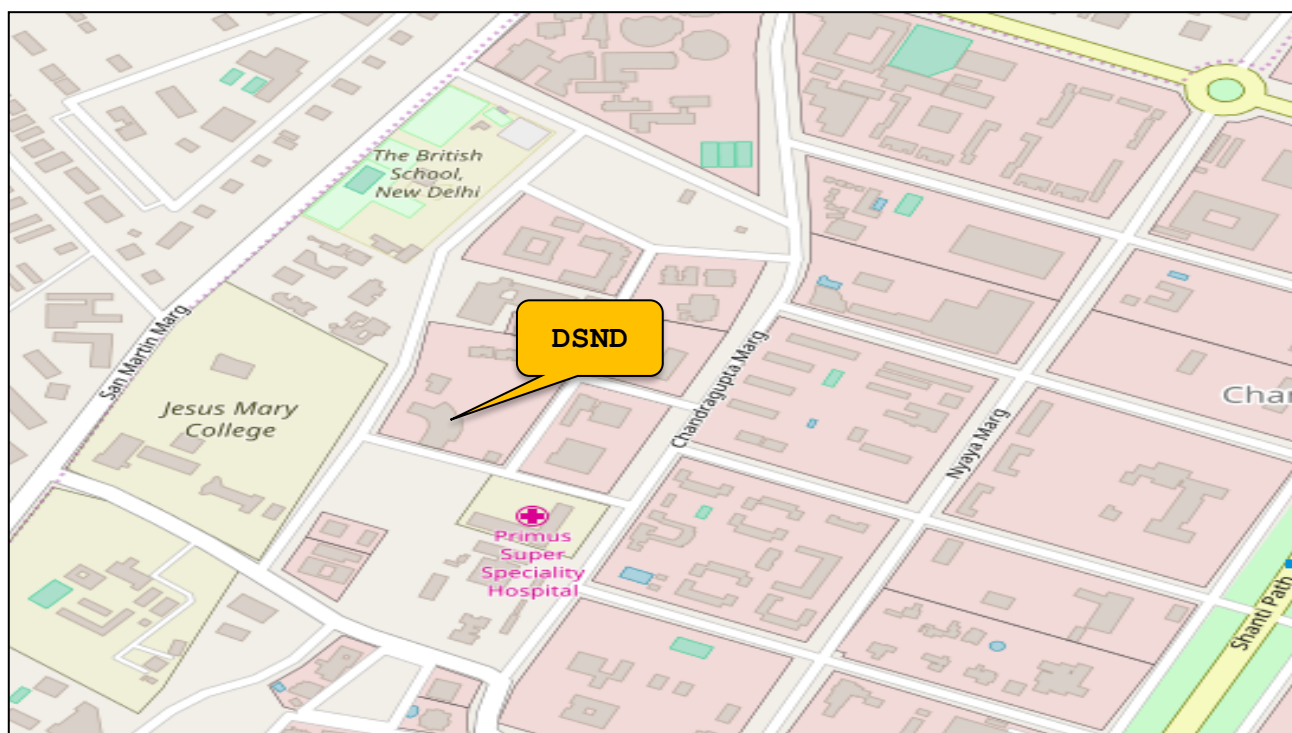 The British
School,
New Delhi
San Martin Marg
DSND
Chandragupta Marg
Jesus Mary
College
Nyaya Marg
Char
Primus
Super
Speciality
Hospital
Shanti Path